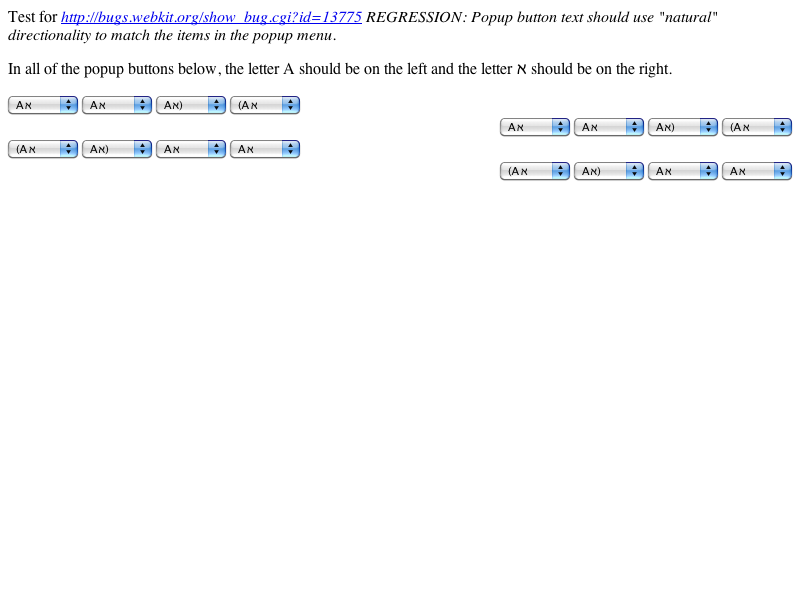 Test for http://bugs.webkit.org/show_bug.cgi?id=13775 REGRESSION: Popup button text should use "natural"
directionality to match the items in the popup menu.
In all of the popup buttons below, the letter A should be on the left and the letter א should be on the right.
Aא Aא Aא) (Aא
Aא Aא Aא) (Aא
(Aא Aא) Aא Aא
(Aא Aא) Aא Aא